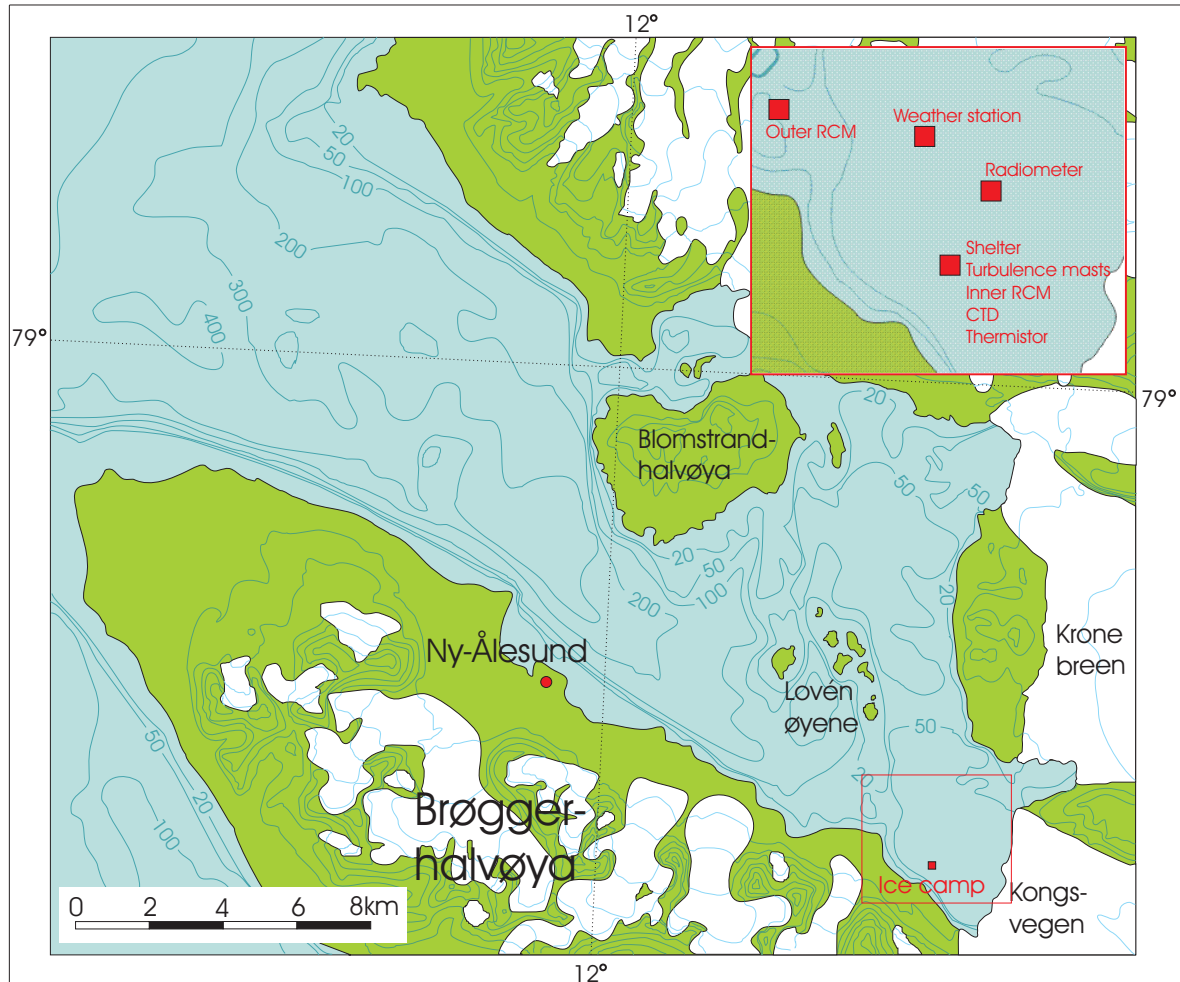 12°
20
50
100
200
300
400
79°
Outer RCM
Weather station
Radiometer
Shelter
Turbulence masts
Inner RCM
CTD
Thermistor
79°
20
Blomstrand-
halvøya
50
50
20
50
20
200
100
Ny-Ålesund
Krone
breen
Lovén
øyene
50
20
50
20
100
Brøgger-
halvøya
Ice camp
Kongs-
vegen
0 2 4 6 8km
12°